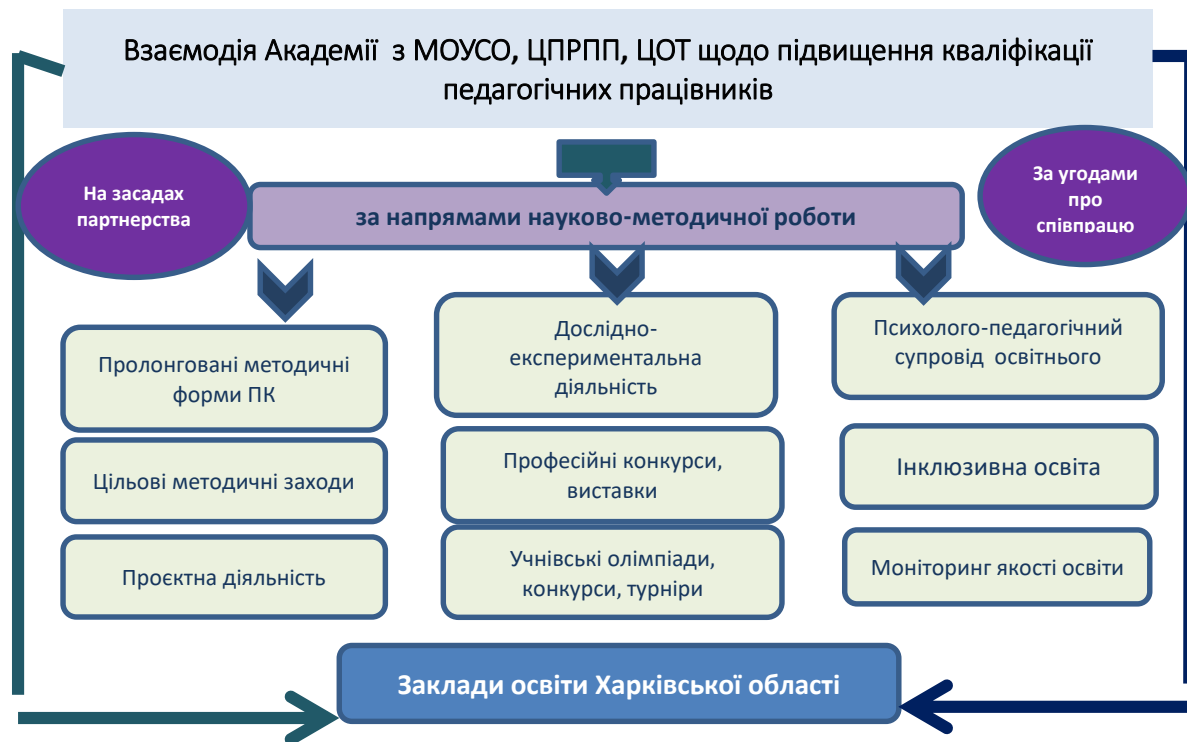 Взаємодія Академії з МОУСО, ЦПРПП, ЦОТ щодо підвищення кваліфікації
педагогічних працівників
На засадах
партнерства
За угодами
про
співпрацю
за напрямами науково-методичної роботи
Пролонговані методичні
форми ПК
Цільові методичні заходи
Проєктна діяльність
Дослідно-
експериментальна
діяльність
Професійні конкурси,
виставки
Учнівські олімпіади,
конкурси, турніри
Психолого-педагогічний
супровід освітнього
Інклюзивна освіта
Моніторинг якості освіти
Заклади освіти Харківської області